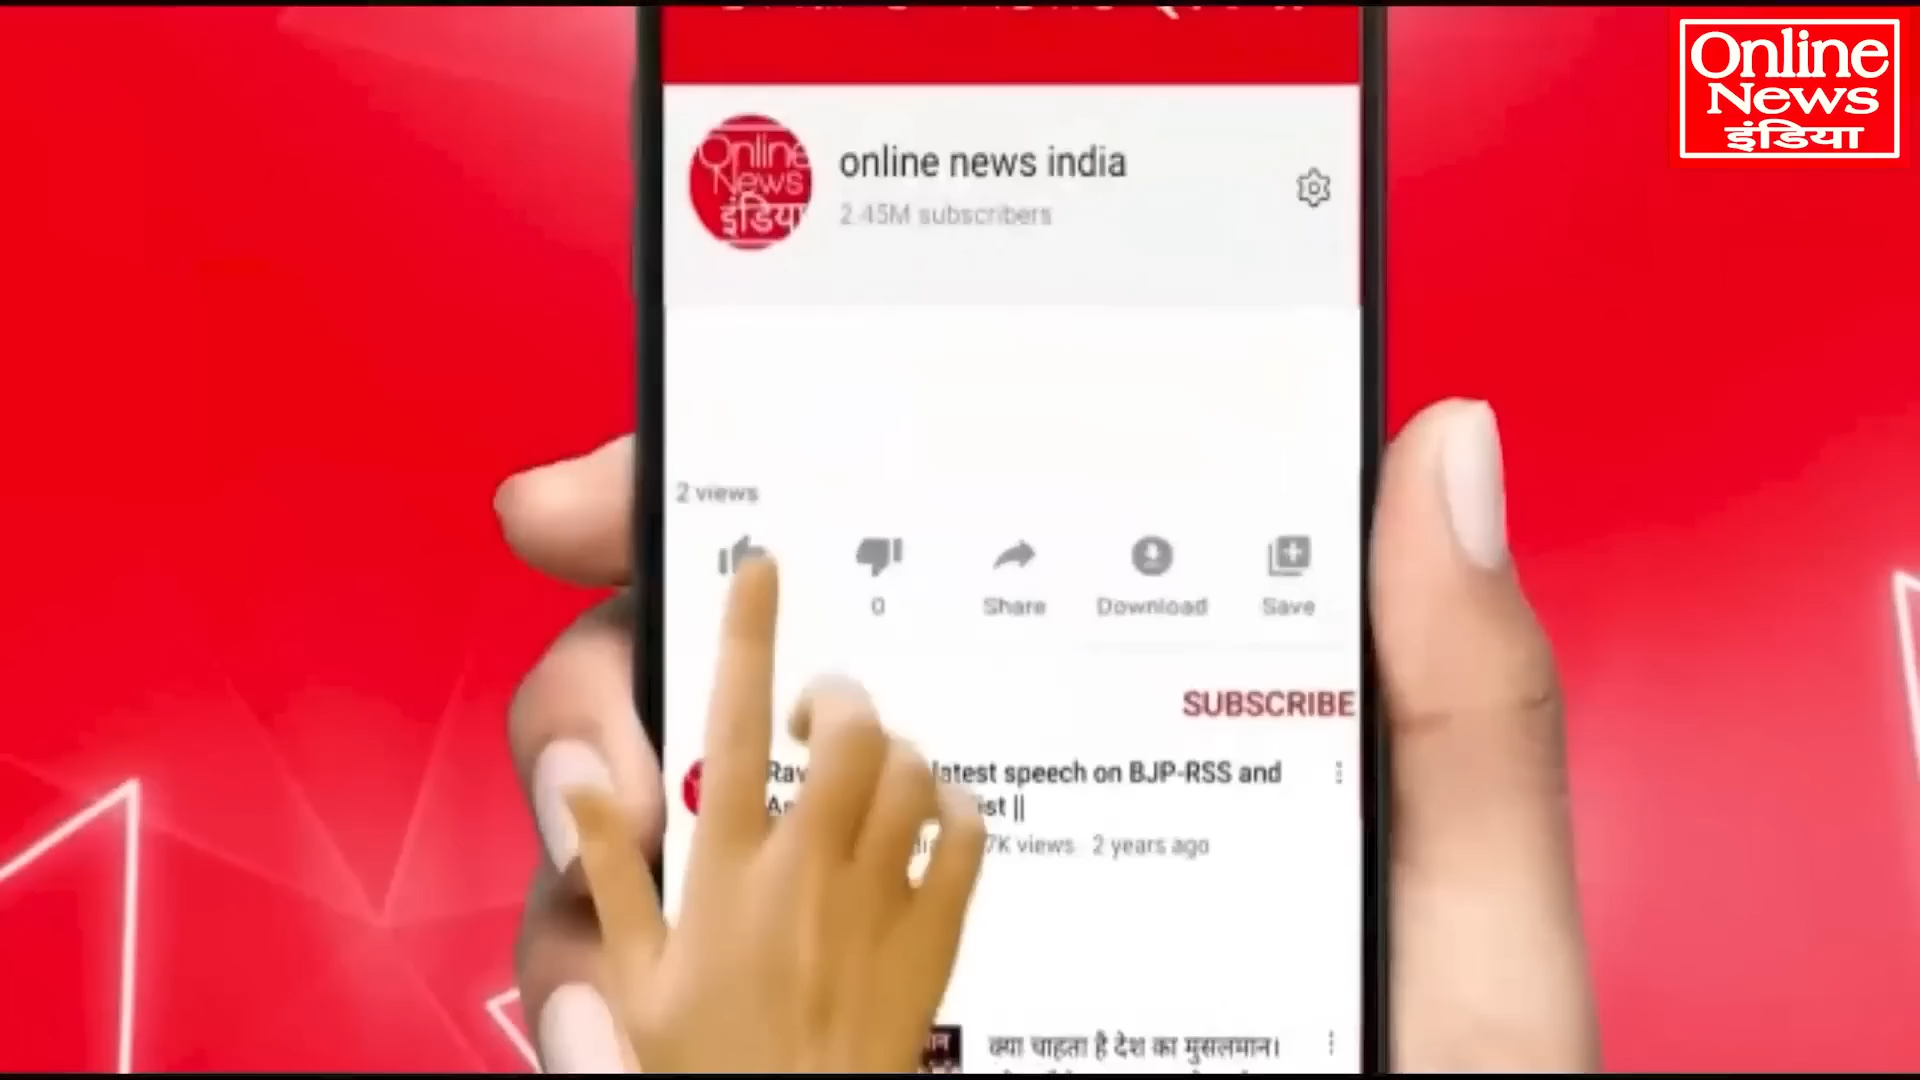 Online
News
इंडिया
Online
News
इंडिया
online news india
2.45M subscribers
2 views
0
Share
Download
Save
SUBSCRIBE
latest speech on BJP-RSS and
||
7K views 2 years ago
क्या चाहता है देश का मुसलमान।